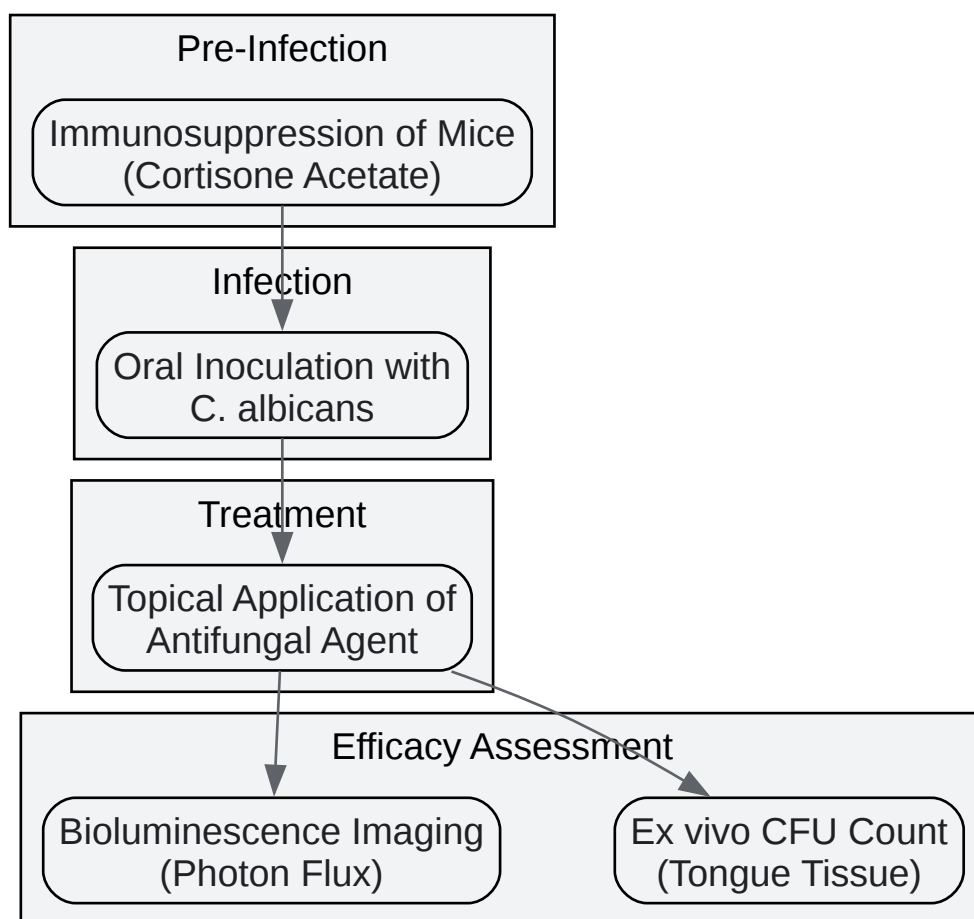 Pre-Infection
Immunosuppression of Mice
(Cortisone Acetate)
Infection
Oral Inoculation with
C. albicans
Treatment
Topical Application of
Antifungal Agent
Efficacy Assessment
Bioluminescence Imaging
(Photon Flux)
Ex vivo CFU Count
(Tongue Tissue)